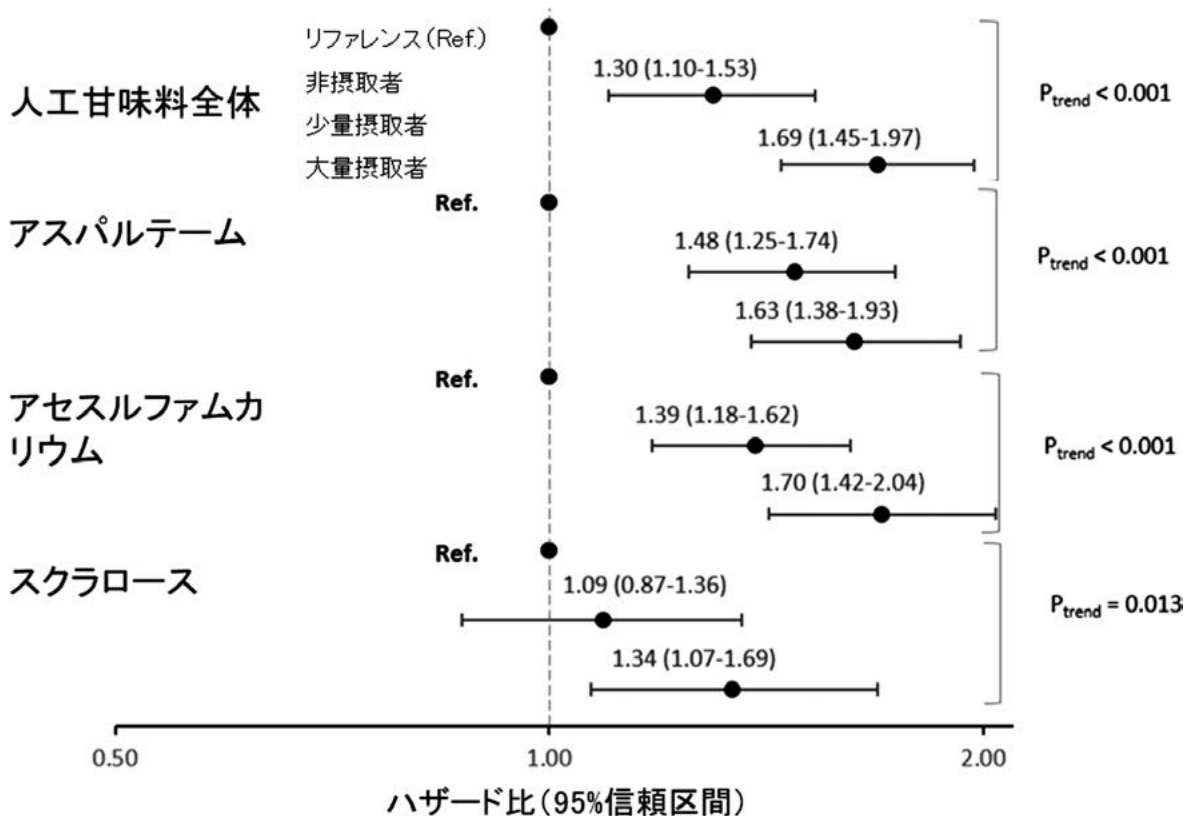 リファレンス(Ref.)
人工甘味料全体
非摂取者
少量摂取者
大量摂取者
1.30 (1.10-1.53)
1.69 (1.45-1.97)
Ptrend < 0.001
アスパルテーム
Ref.
1.48 (1.25-1.74)
1.63 (1.38-1.93)
Ptrend < 0.001
アセスルファムカ
リウム
Ref.
1.39 (1.18-1.62)
1.70 (1.42-2.04)
Ptrend < 0.001
スクラロース
Ref.
1.09 (0.87-1.36)
1.34 (1.07-1.69)
Ptrend = 0.013
0.50
1.00
2.00
ハザード比(95%信頼区間)